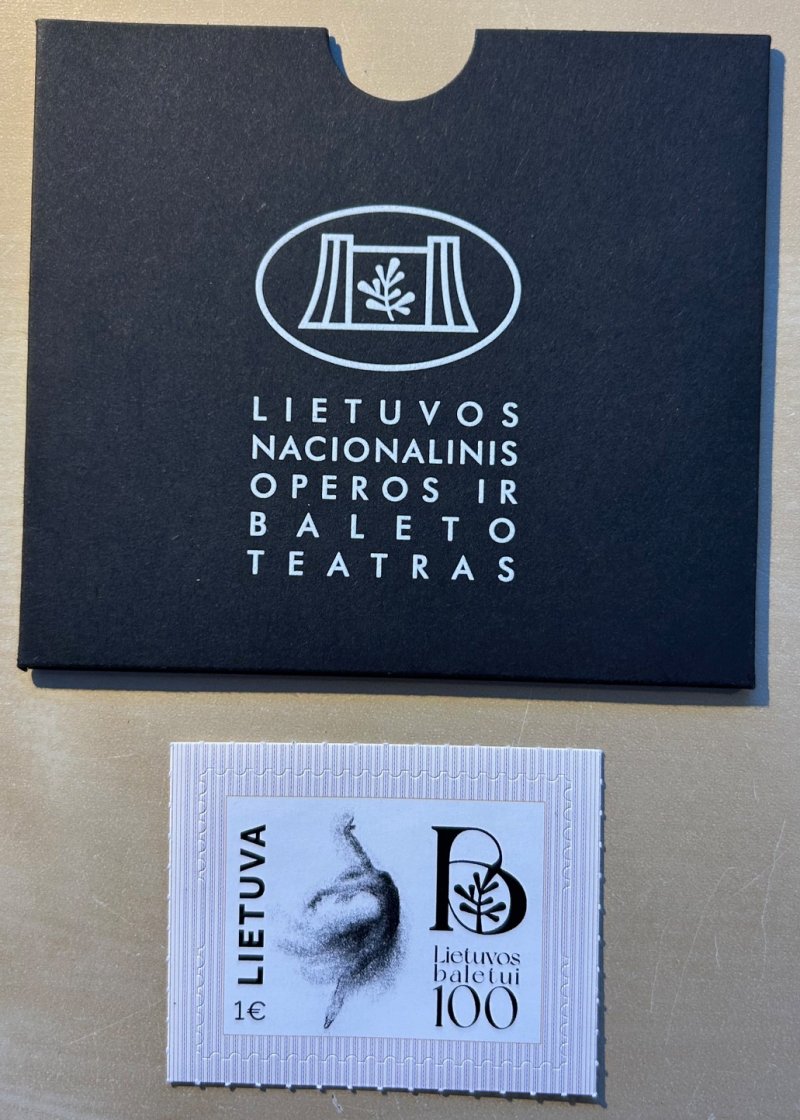 LIETUVOS
NACIONALINIS
OPEROS IR
BALETO
TEATRAS
LIETUVA
1€
B
Lietuvos
baletui
100